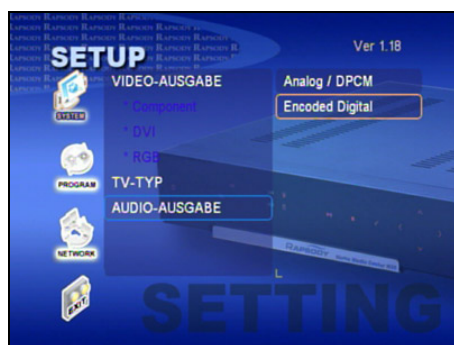 SETUP
Ver 1.18
SYSTEM
PROGRAM
NETWORK
EXIT
VIDEO-AUSGABE
* Component
* DVI
* RGB
TV-TYP
AUDIO-AUSGABE
Analog / DPCM
Encoded Digital
RAPSODY
L
SETTING